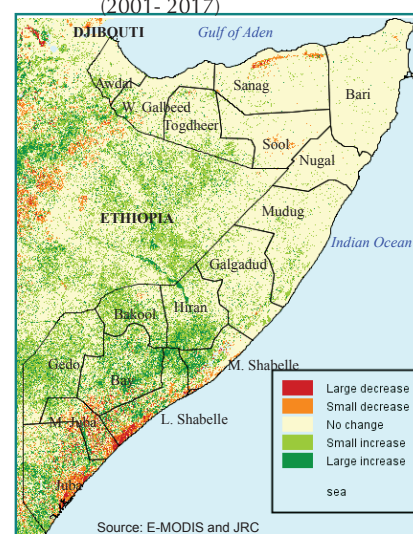 (2001- 2017)
DJIBOUTI
Gulf of Aden
Awdal
Sanag
Bari
W. Galbeed
Togdheer
Sool
Nugal
Mudug
ETHIOPIA
Indian Ocean
Galgadud
Hiran
Bakool
Gedo
Bay
M. Shabelle
L. Shabelle
M. Juba
Juba
Large decrease
Small decrease
No change
Small increase
Large increase
sea
Source: E-MODIS and JRC